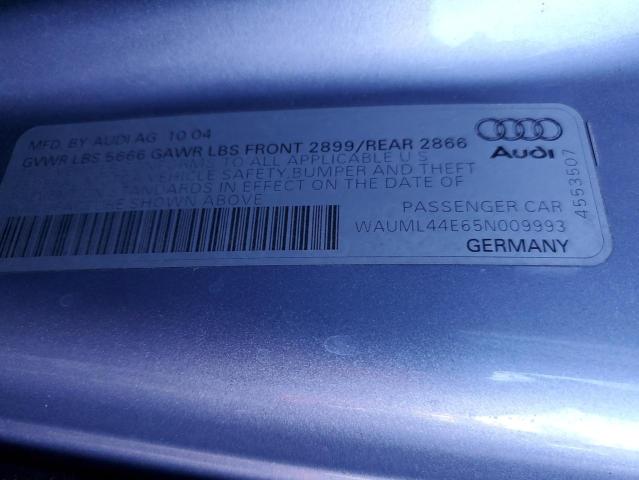 MFD. BY AUDI AG 10 04
GVWR LBS 5666 GAWR LBS FRONT 2899/REAR 2866
TO ALL APPLICABLE U S
VEHICLE SAFETY, BUMPER AND THEFT
STANDARDS IN EFFECT ON THE DATE OF
SHOWN ABOVE
Audi
PASSENGER CAR
WAUML44E65N009993
GERMANY
4553507